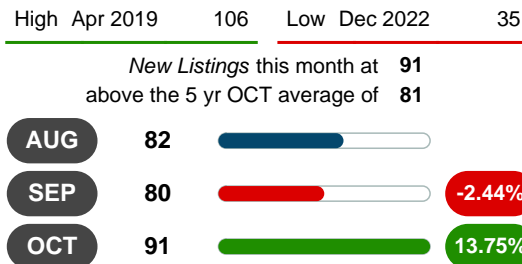 High Apr 2019 106 Low Dec 2022 35
New Listings this month at 91
above the 5 yr OCT average of 81
AUG 82
SEP 80 -2.44%
OCT 91 13.75%